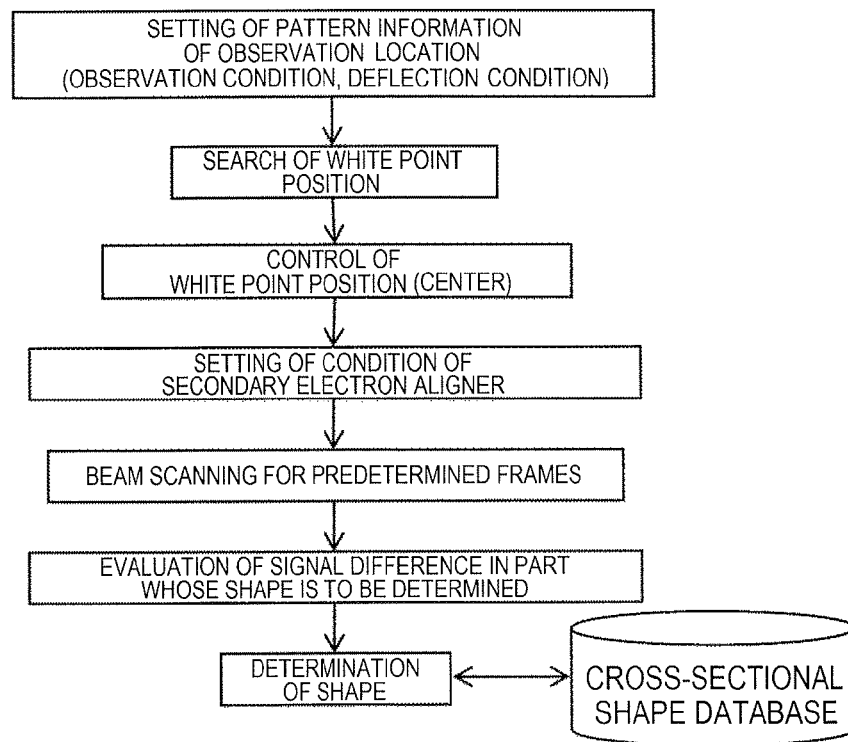 SETTING OF PATTERN INFORMATION
OF OBSERVATION LOCATION
(OBSERVATION CONDITION, DEFLECTION CONDITION)
SEARCH OF WHITE POINT
POSITION
CONTROL OF
WHITE POINT POSITION (CENTER)
SETTING OF CONDITION OF
SECONDARY ELECTRON ALIGNER
BEAM SCANNING FOR PREDETERMINED FRAMES
EVALUATION OF SIGNAL DIFFERENCE IN PART
WHOSE SHAPE IS TO BE DETERMINED
DETERMINATION
OF SHAPE
CROSS-SECTIONAL
SHAPE DATABASE